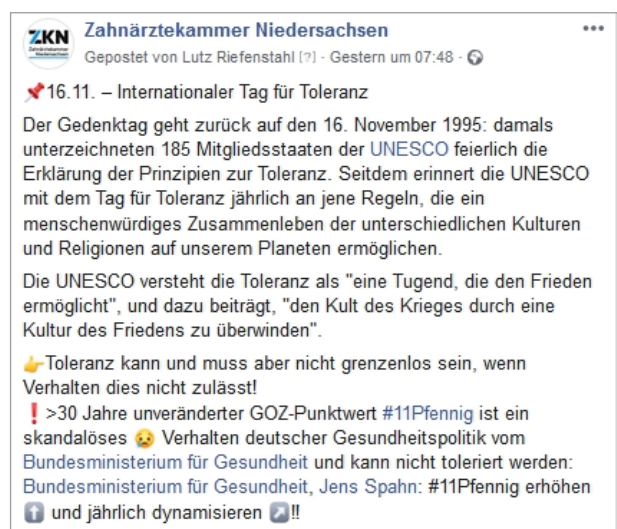 ZKN
Zahnärztekammer
Niedersachsen
Zahnärztekammer Niedersachsen
Gepostet von Lutz Riefenstahl [?] · Gestern um 07:48 ·
📌16.11. – Internationaler Tag für Toleranz
Der Gedenktag geht zurück auf den 16. November 1995: damals
unterzeichneten 185 Mitgliedsstaaten der UNESCO feierlich die
Erklärung der Prinzipien zur Toleranz. Seitdem erinnert die UNESCO
mit dem Tag für Toleranz jährlich an jene Regeln, die ein
menschenwürdiges Zusammenleben der unterschiedlichen Kulturen
und Religionen auf unserem Planeten ermöglichen.
Die UNESCO versteht die Toleranz als "eine Tugend, die den Frieden
ermöglicht", und dazu beiträgt, "den Kult des Krieges durch eine
Kultur des Friedens zu überwinden".
👉Toleranz kann und muss aber nicht grenzenlos sein, wenn
Verhalten dies nicht zulässt!
❗>30 Jahre unveränderter GOZ-Punktwert #11Pfennig ist ein
skandalöses 😥 Verhalten deutscher Gesundheitspolitik vom
Bundesministerium für Gesundheit und kann nicht toleriert werden:
Bundesministerium für Gesundheit, Jens Spahn: #11Pfennig erhöhen
⬆ und jährlich dynamisieren ↗‼